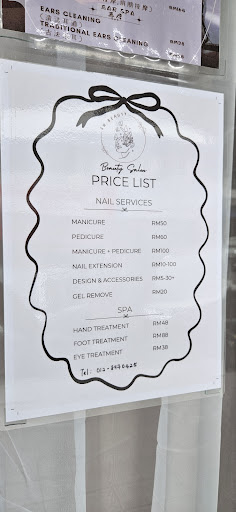 EAR SPA
EARS CLEANING
TRADITIONAL EARS CLEANING
Beauty Salon
PRICE LIST
NAIL SERVICES
MANICURE RM50
PEDICURE RM60
MANICURE + PEDICURE RM100
NAIL EXTENSION RM10-100
DESIGN & ACCESSORIES RM5-30+
GEL REMOVE RM20
SPA
HAND TREATMENT RM48
FOOT TREATMENT RM88
EYE TREATMENT RM38